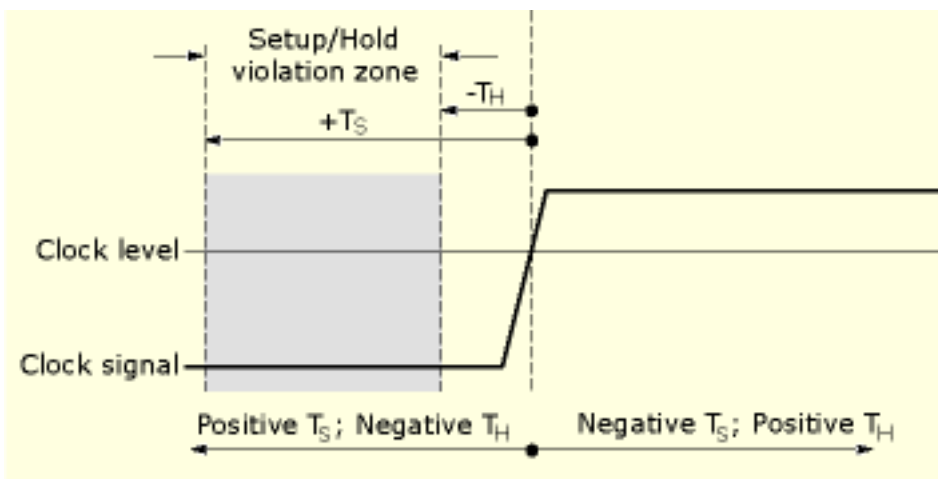 Setup/Hold
violation zone
-TH
+TS
Clock level
Clock signal
Positive TS; Negative TH
Negative TS; Positive TH